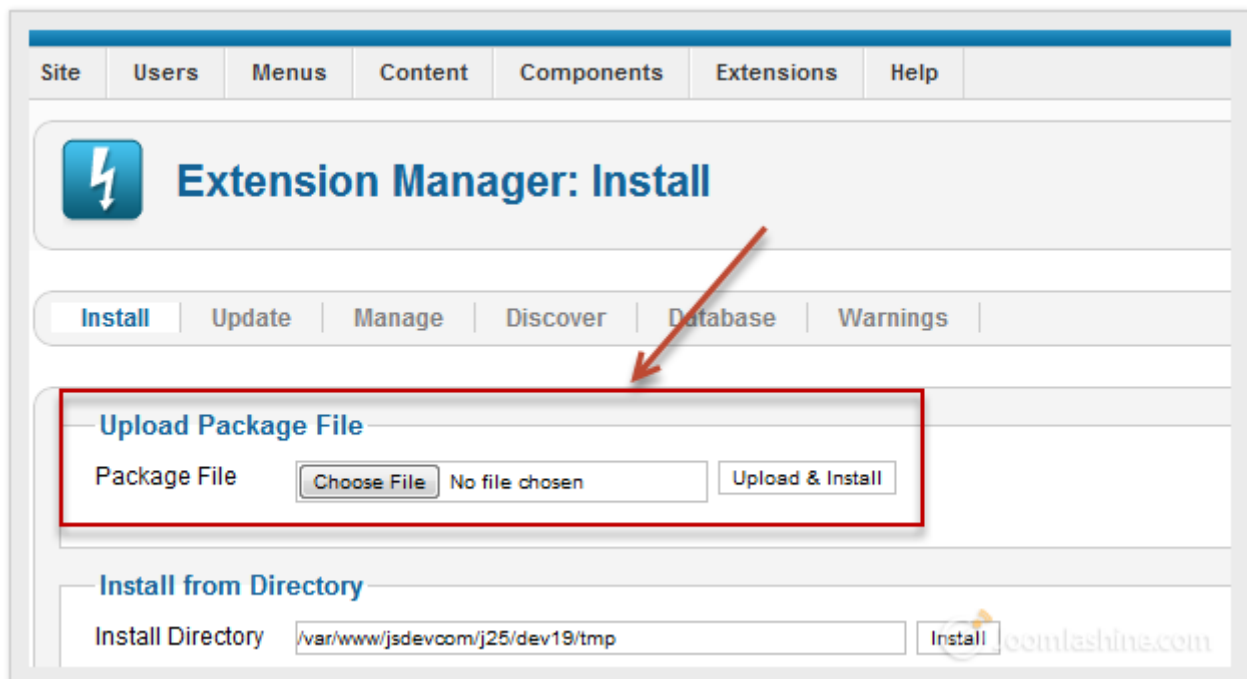 Site Users Menus Content Components Extensions Help
Extension Manager: Install
Install Update Manage Discover Database Warnings
Upload Package File
Package File Choose File No file chosen Upload & Install
Install from Directory
Install Directory /var/www/jsdevcom/j25/dev19/tmp Install
Joomlashine.com